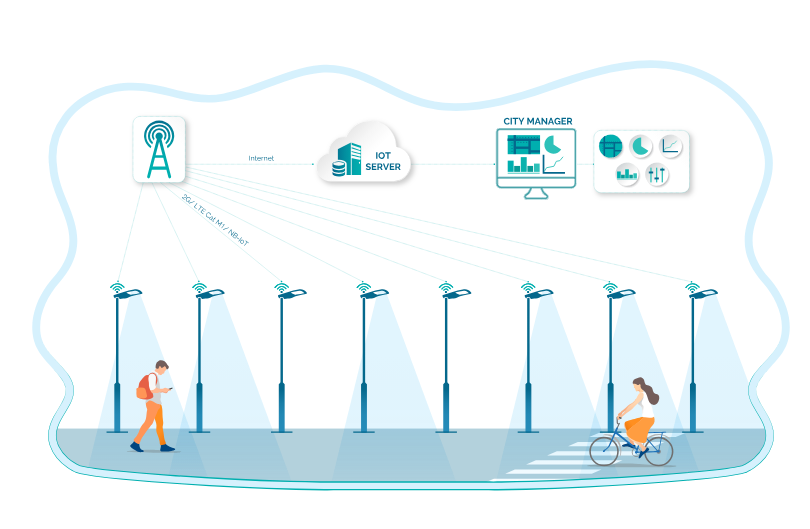 CITY MANAGER
Internet
IOT
SERVER
2G/ LTE Cat M1/ NB-IoT